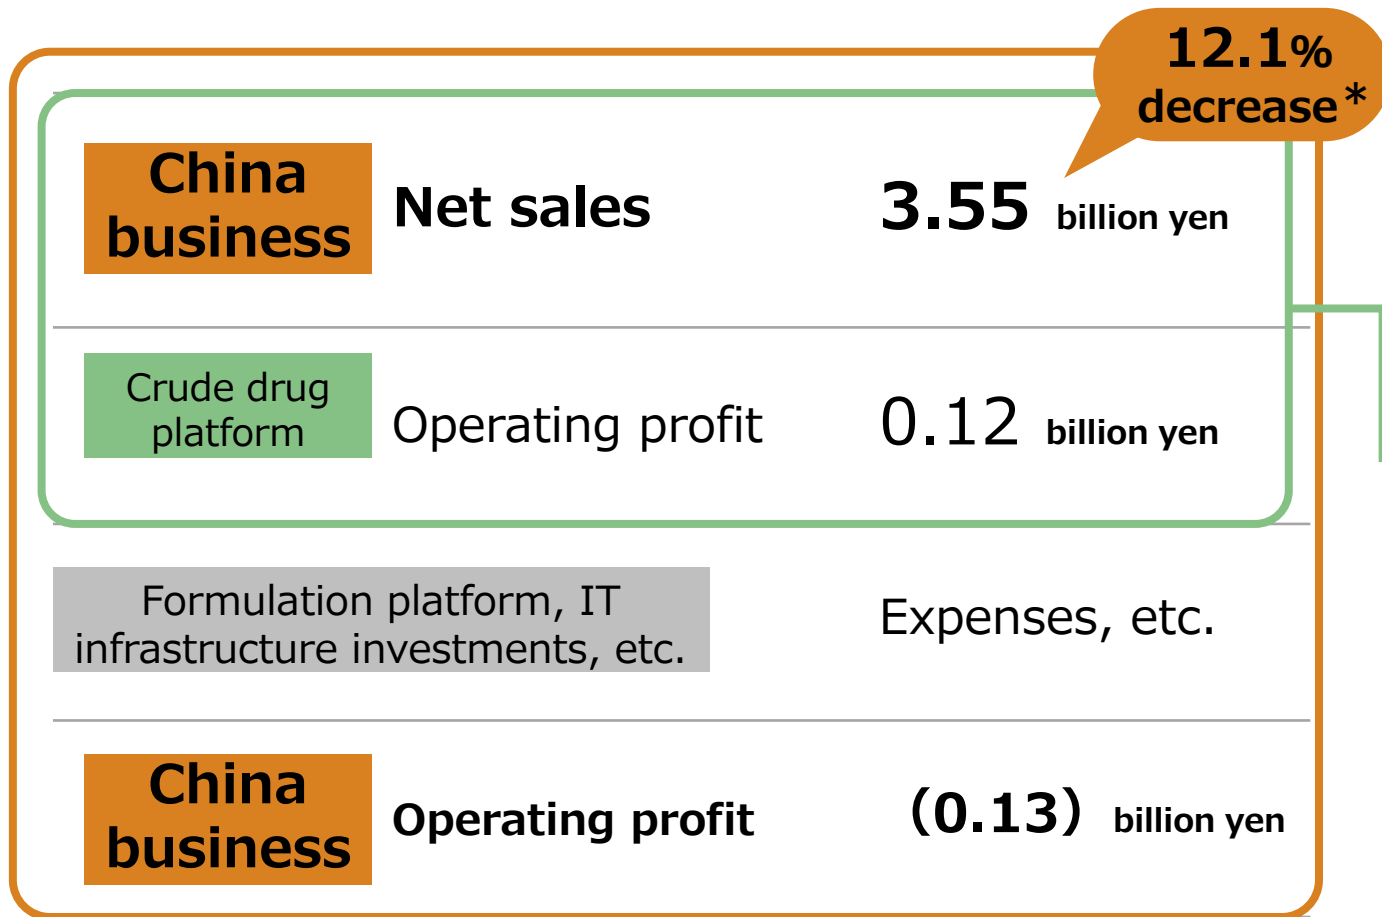 12.1%
decrease*
China
business
Net sales
3.55 billion yen
Crude drug
platform
Operating profit
0.12 billion yen
Formulation platform, IT
infrastructure investments, etc.
Expenses, etc.
China
business
Operating profit
(0.13) billion yen